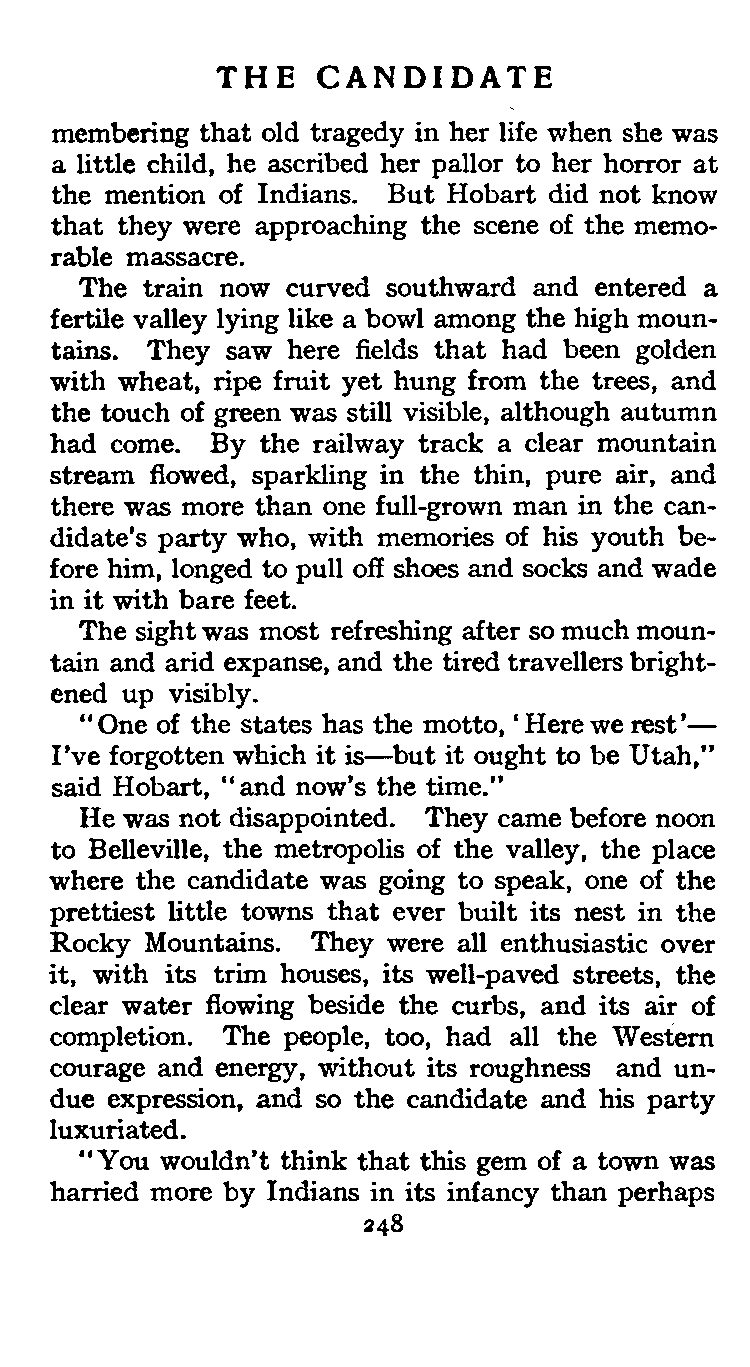 THE CANDIDATE
membering that old tragedy in her life when she was
a little child, he ascribed her pallor to her horror at
the mention of Indians. But Hobart did not know
that they were approaching the scene of the memo-
rable massacre.
The train now curved southward and entered a
fertile valley lying like a bowl among the high moun-
tains. They saw here fields that had been golden
with wheat, ripe fruit yet hung from the trees, and
the touch of green was still visible, although autumn
had come. By the railway track a clear mountain
stream flowed, sparkling in the thin, pure air, and
there was more than one full-grown man in the can-
didate's party who, with memories of his youth be-
fore him, longed to pull off shoes and socks and wade
in it with bare feet.
The sight was most refreshing after so much moun-
tain and arid expanse, and the tired travellers bright-
ened up visibly.
"One of the states has the motto, 'Here we rest'—
I've forgotten which it is—but it ought to be Utah,"
said Hobart, "and now's the time."
He was not disappointed. They came before noon
to Belleville, the metropolis of the valley, the place
where the candidate was going to speak, one of the
prettiest little towns that ever built its nest in the
Rocky Mountains. They were all enthusiastic over
it, with its trim houses, its well-paved streets, the
clear water flowing beside the curbs, and its air of
completion. The people, too, had all the Western
courage and energy, without its roughness and un-
due expression, and so the candidate and his party
luxuriated.
"You wouldn't think that this gem of a town was
harried more by Indians in its infancy than perhaps
248